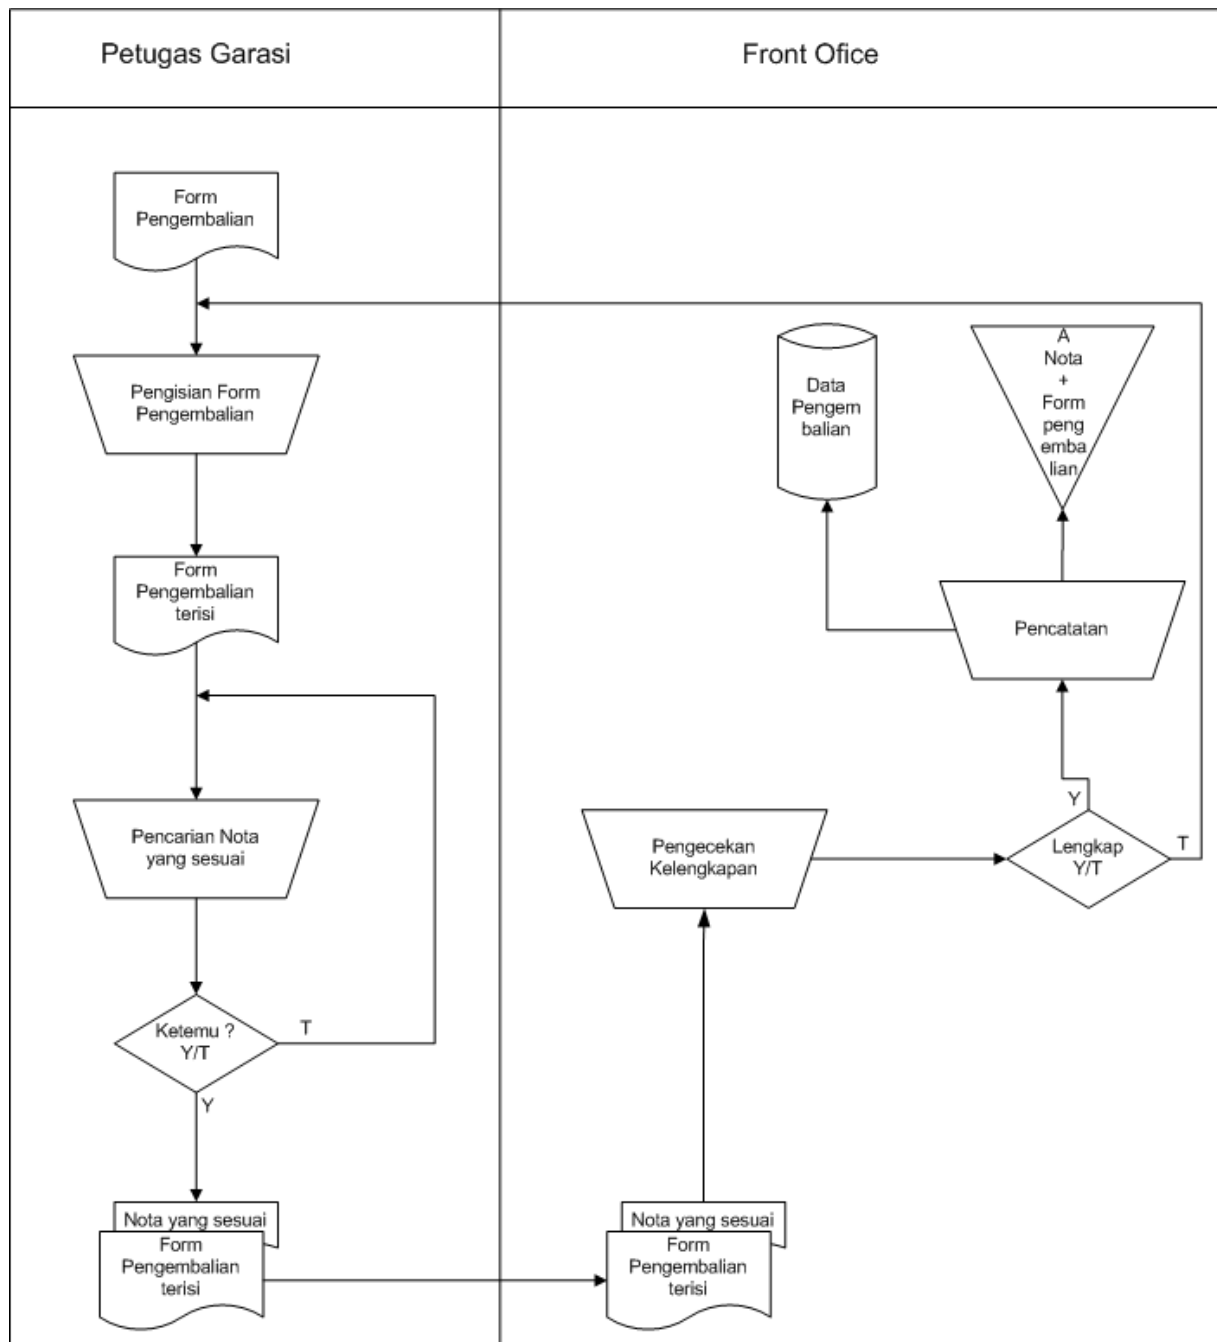 Petugas Garasi
Front Ofice
Form
Pengembalian
Pengisian Form
Pengembalian
Form
Pengembalian
terisi
Pencarian Nota
yang sesuai
Ketemu ?
Y/T
T
Y
Nota yang sesuai
Form
Pengembalian
terisi
Nota yang sesuai
Form
Pengembalian
terisi
Pengecekan
Kelengkapan
Lengkap
Y/T
T
Y
Pencatatan
Data
Pengem
balian
A
Nota
+
Form
peng
emba
lian